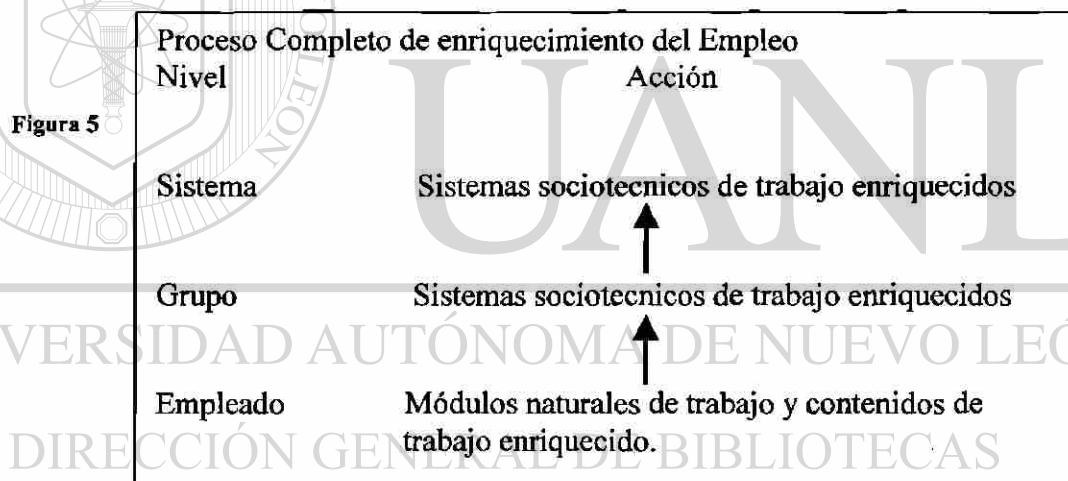 Proceso Completo de enriquecimiento del Empleo
Nivel Acción
Figura 5
Sistema Sistemas sociotecnicos de trabajo enriquecidos
Grupo Sistemas sociotecnicos de trabajo enriquecidos
Empleado Módulos naturales de trabajo y contenidos de
trabajo enriquecido.
UANL
VERSIDAD AUTÓNOMA DE NUEVO LEÓ
DIRECCIÓN GENERAL DE BIBLIOTECAS